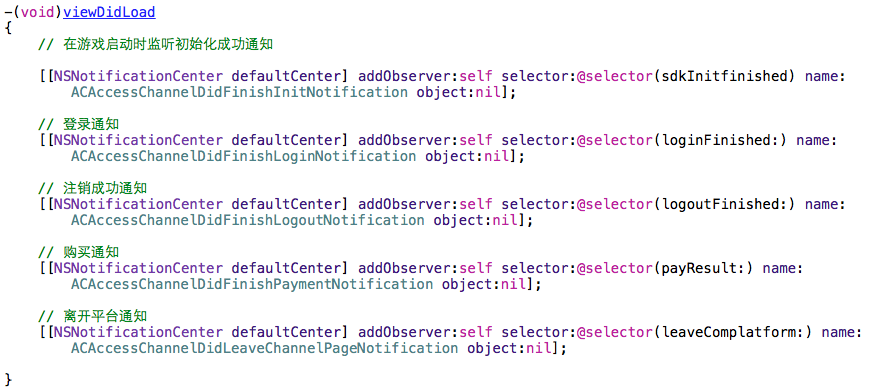 -(void)viewDidLoad
{
// 在游戏启动时监听初始化成功通知
[[NSNotificationCenter defaultCenter] addObserver:self selector:@selector(sdkInitfinished) name:
ACAccessChannelDidFinishInitNotification object:nil];
// 登录通知
[[NSNotificationCenter defaultCenter] addObserver:self selector:@selector(loginFinished:) name:
ACAccessChannelDidFinishLoginNotification object:nil];
// 注销成功通知
[[NSNotificationCenter defaultCenter] addObserver:self selector:@selector(logoutFinished:) name:
ACAccessChannelDidFinishLogoutNotification object:nil];
// 购买通知
[[NSNotificationCenter defaultCenter] addObserver:self selector:@selector(payResult:) name:
ACAccessChannelDidFinishPaymentNotification object:nil];
// 离开平台通知
[[NSNotificationCenter defaultCenter] addObserver:self selector:@selector(leaveComplatform:) name:
ACAccessChannelDidLeaveChannelPageNotification object:nil];
}